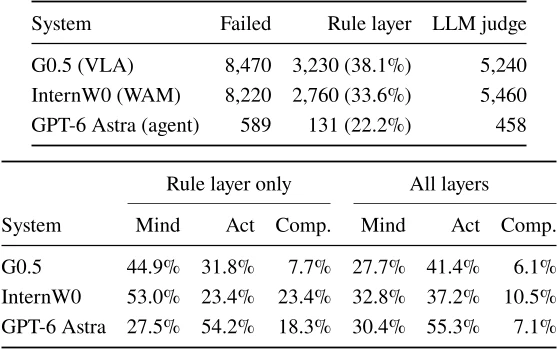 System Failed Rule layer LLM judge
G0.5 (VLA) 8,470 3,230 (38.1%) 5,240
InternW0 (WAM) 8,220 2,760 (33.6%) 5,460
GPT-6 Astra (agent) 589 131 (22.2%) 458
Rule layer only All layers
System Mind Act Comp. Mind Act Comp.
G0.5 44.9% 31.8% 7.7% 27.7% 41.4% 6.1%
InternW0 53.0% 23.4% 23.4% 32.8% 37.2% 10.5%
GPT-6 Astra 27.5% 54.2% 18.3% 30.4% 55.3% 7.1%